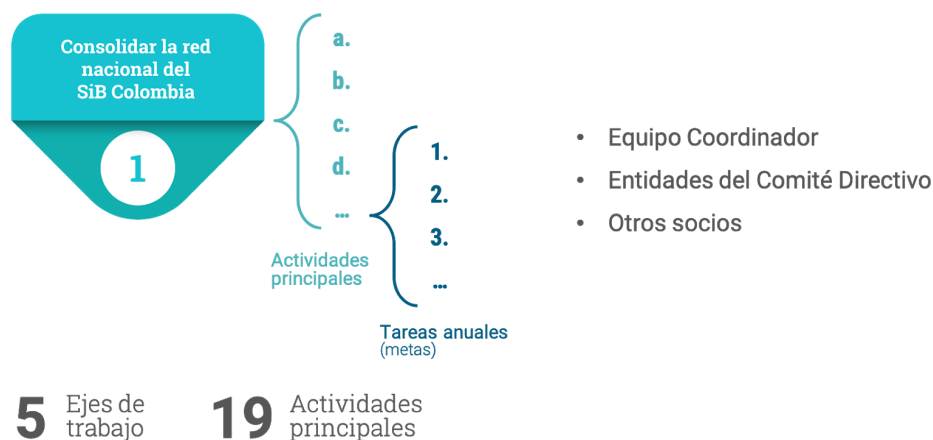 Consolidar la red
nacional del
SiB Colombia
1
a.
b.
c.
d.
...
Actividades
principales
1.
2.
3.
...
Tareas anuales
(metas)
• Equipo Coordinador
• Entidades del Comité Directivo
• Otros socios
5 Ejes de
trabajo
19 Actividades
principales